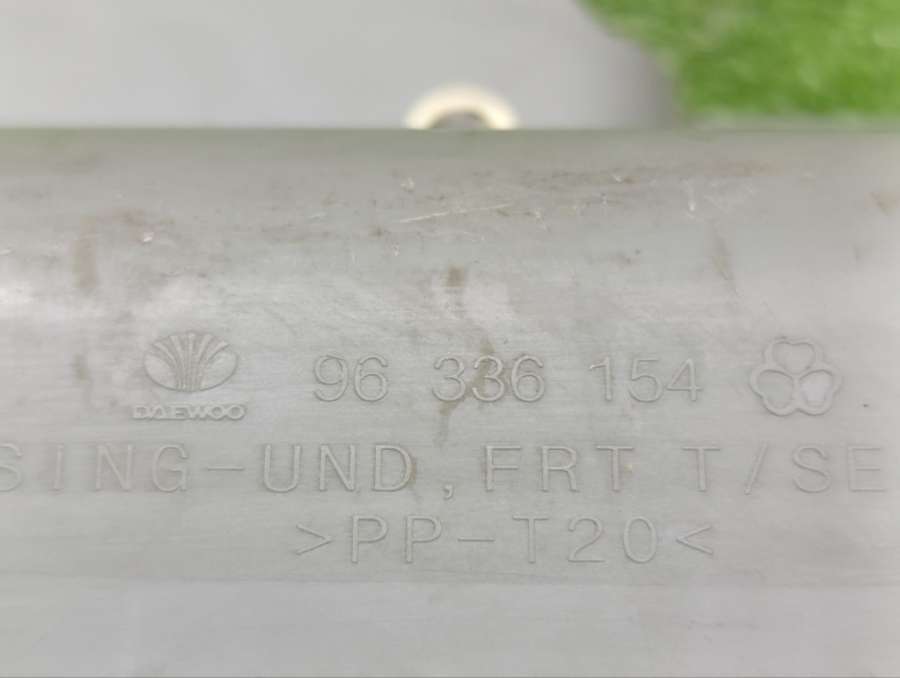 DAEWOO 96 336 154
SING-UND,FRT T/SE
>PP-T20<